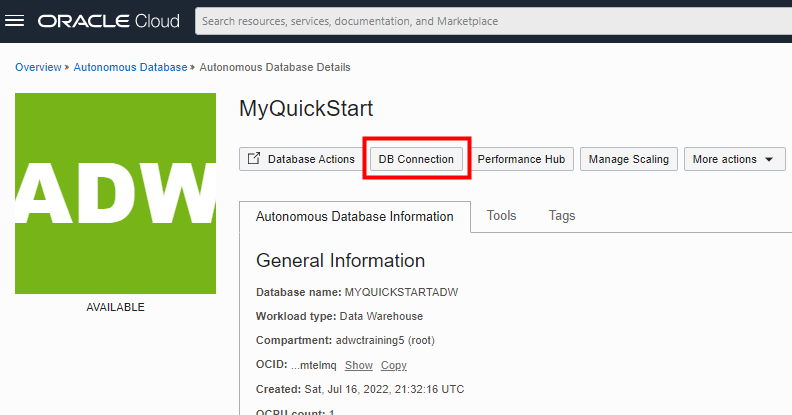 ORACLE Cloud
Search resources, services, documentation, and Marketplace
Overview » Autonomous Database » Autonomous Database Details
ADW
AVAILABLE
MyQuickStart
Database Actions
DB Connection
Performance Hub
Manage Scaling
More actions
Autonomous Database Information
Tools
Tags
General Information
Database name: MYQUICKSTARTADW
Workload type: Data Warehouse
Compartment: adwctraining5 (root)
OCID: ...mtelmq Show Copy
Created: Sat, Jul 16, 2022, 21:32:16 UTC
OCPU count: 1